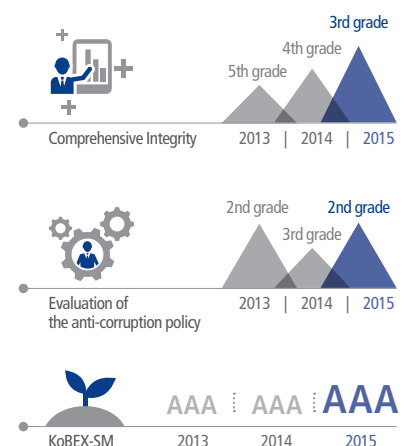 3rd grade
4th grade
5th grade
Comprehensive Integrity
2013 | 2014 | 2015
2nd grade 2nd grade
3rd grade
Evaluation of
the anti-corruption policy
2013 | 2014 | 2015
AAA AAA AAA
KoBEX-SM 2013 2014 2015